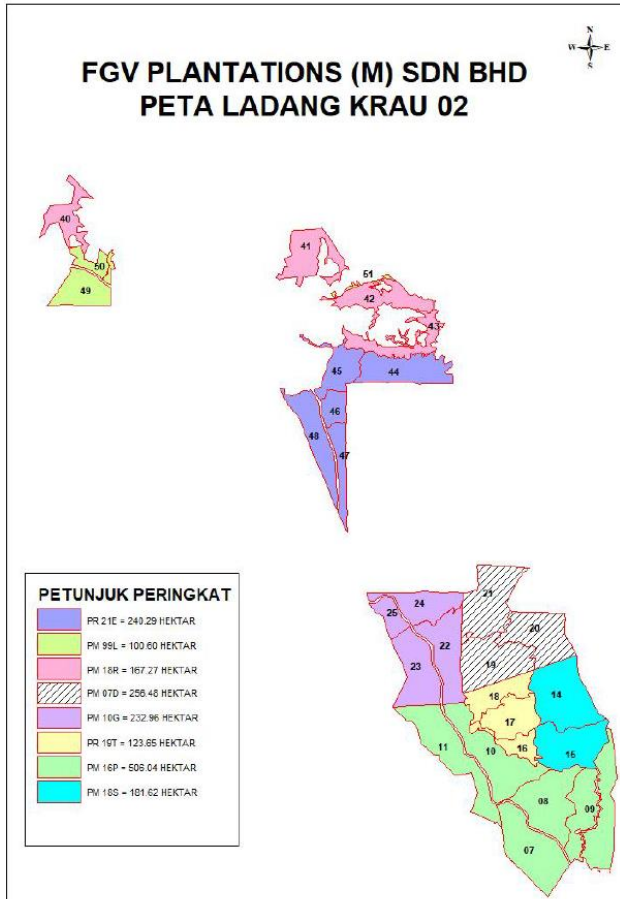 N
W E
S
FGV PLANTATIONS (M) SDN BHD
PETA LADANG KRAU 02
40
50
49
41
51
42
43
45
44
46
48
47
21
24
25
20
22
23
19
18
14
17
11
10
16
15
08
09
07
PETUNJUK PERINGKAT
PR 21E = 240.29 HEKTAR
PM 99L = 100.60 HEKTAR
PM 18R = 167.27 HEKTAR
PM 07D = 256.48 HEKTAR
PM 10G = 232.96 HEKTAR
PR 19T = 123.65 HEKTAR
PM 16P = 506.04 HEKTAR
PM 18S = 181.62 HEKTAR